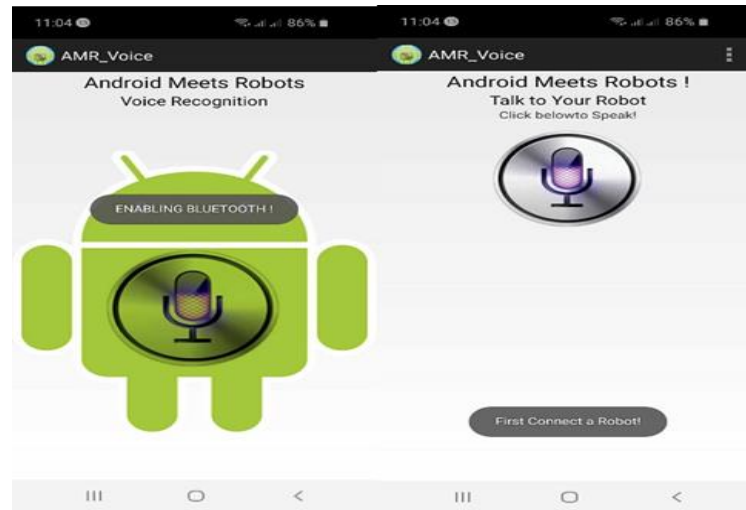 11:04
86%
AMR_Voice
Android Meets Robots
Voice Recognition
ENABLING BLUETOOTH !
11:04
86%
AMR_Voice
Android Meets Robots !
Talk to Your Robot
Click belowto Speak!
First Connect a Robot!